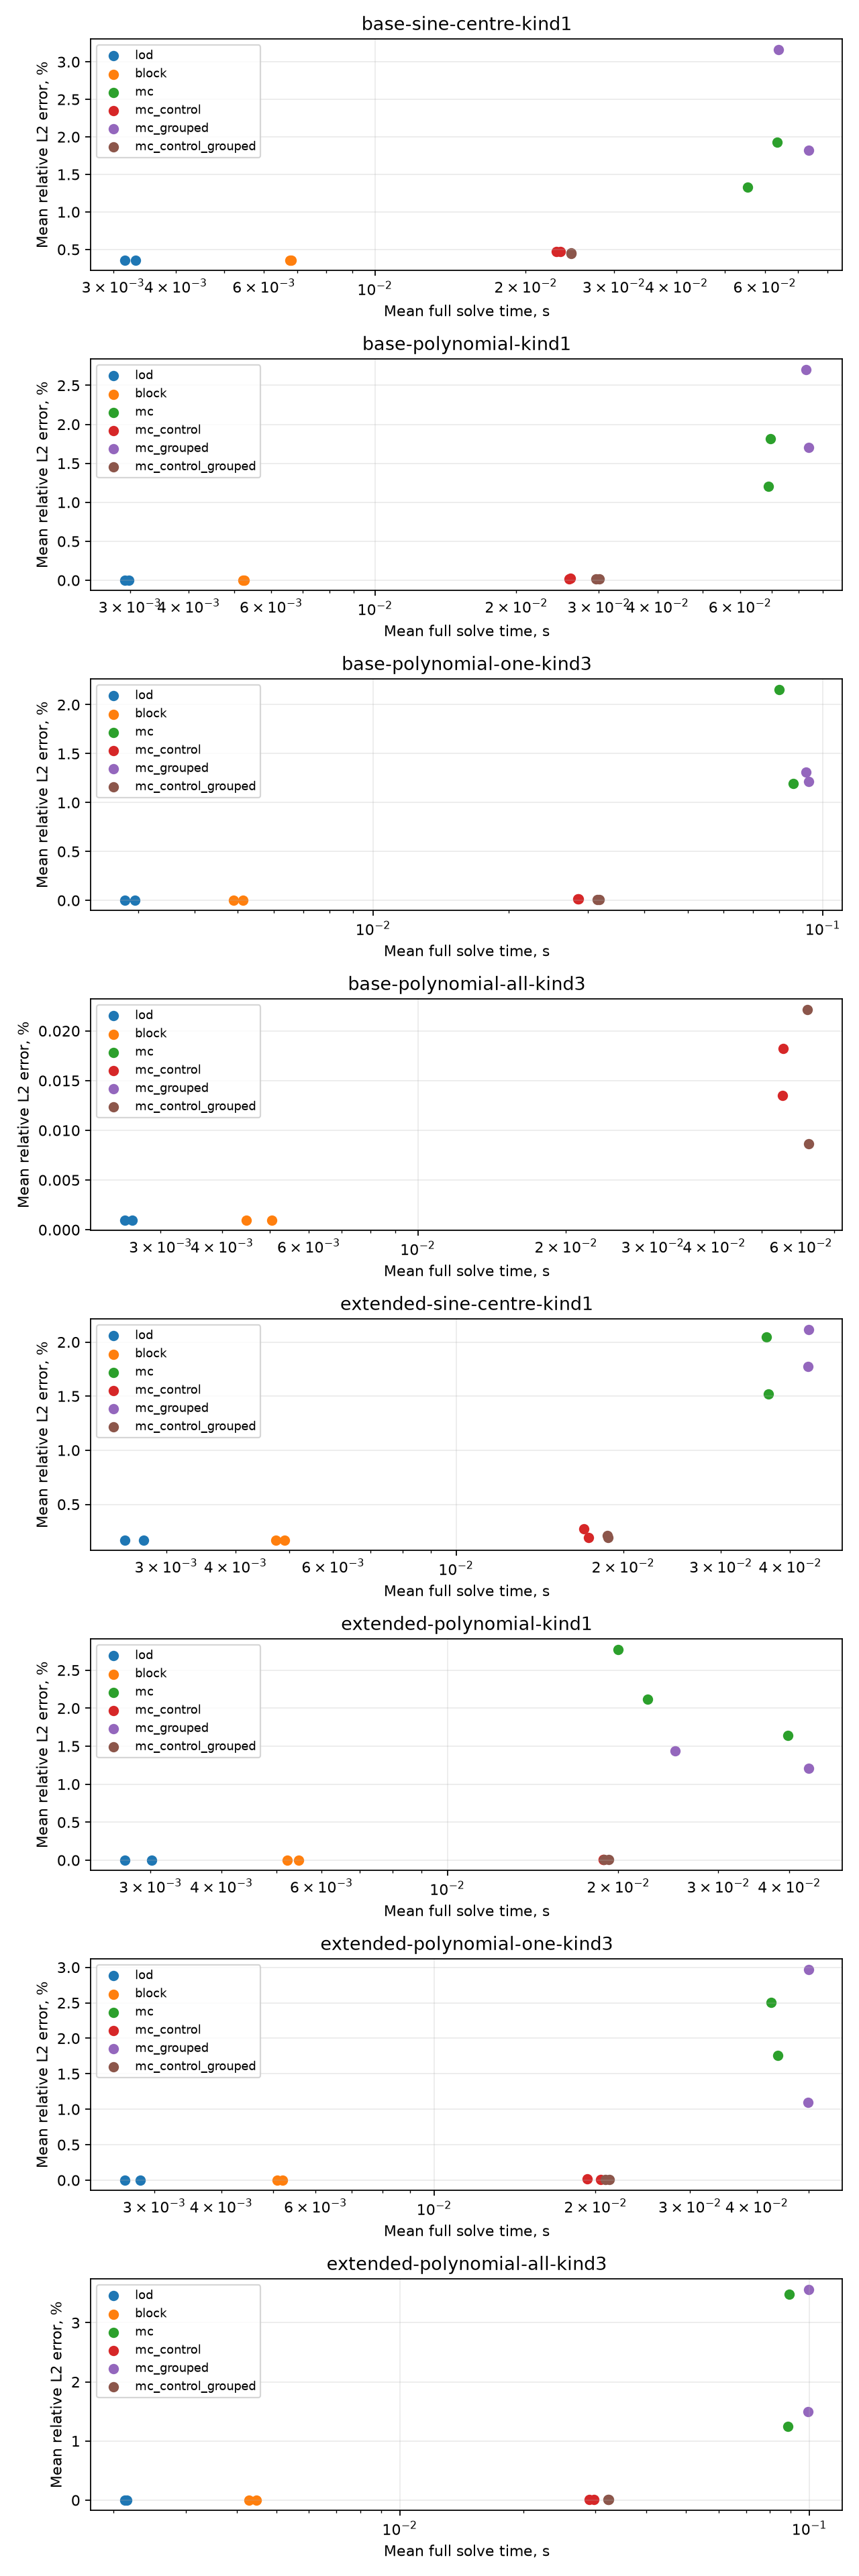 base-sine-centre-kind1
Mean relative L2 error, %
3.0
2.5
2.0
1.5
1.0
0.5
lod
block
mc
mc_control
mc_grouped
mc_control_grouped
3 × 10⁻³ 4 × 10⁻³ 6 × 10⁻³ 10⁻² 2 × 10⁻² 3 × 10⁻² 4 × 10⁻² 6 × 10⁻²
Mean full solve time, s
base-polynomial-kind1
Mean relative L2 error, %
2.5
2.0
1.5
1.0
0.5
0.0
lod
block
mc
mc_control
mc_grouped
mc_control_grouped
3 × 10⁻³ 4 × 10⁻³ 6 × 10⁻³ 10⁻² 2 × 10⁻² 3 × 10⁻² 4 × 10⁻² 6 × 10⁻²
Mean full solve time, s
base-polynomial-one-kind3
Mean relative L2 error, %
2.0
1.5
1.0
0.5
0.0
lod
block
mc
mc_control
mc_grouped
mc_control_grouped
10⁻² 10⁻¹
Mean full solve time, s
base-polynomial-all-kind3
Mean relative L2 error, %
0.020
0.015
0.010
0.005
0.000
lod
block
mc
mc_control
mc_grouped
mc_control_grouped
3 × 10⁻³ 4 × 10⁻³ 6 × 10⁻³ 10⁻² 2 × 10⁻² 3 × 10⁻² 4 × 10⁻² 6 × 10⁻²
Mean full solve time, s
extended-sine-centre-kind1
Mean relative L2 error, %
2.0
1.5
1.0
0.5
lod
block
mc
mc_control
mc_grouped
mc_control_grouped
3 × 10⁻³ 4 × 10⁻³ 6 × 10⁻³ 10⁻² 2 × 10⁻² 3 × 10⁻² 4 × 10⁻²
Mean full solve time, s
extended-polynomial-kind1
Mean relative L2 error, %
2.5
2.0
1.5
1.0
0.5
0.0
lod
block
mc
mc_control
mc_grouped
mc_control_grouped
3 × 10⁻³ 4 × 10⁻³ 6 × 10⁻³ 10⁻² 2 × 10⁻² 3 × 10⁻² 4 × 10⁻²
Mean full solve time, s
extended-polynomial-one-kind3
Mean relative L2 error, %
3.0
2.5
2.0
1.5
1.0
0.5
0.0
lod
block
mc
mc_control
mc_grouped
mc_control_grouped
3 × 10⁻³ 4 × 10⁻³ 6 × 10⁻³ 10⁻² 2 × 10⁻² 3 × 10⁻² 4 × 10⁻²
Mean full solve time, s
extended-polynomial-all-kind3
Mean relative L2 error, %
3
2
1
0
lod
block
mc
mc_control
mc_grouped
mc_control_grouped
10⁻² 10⁻¹
Mean full solve time, s